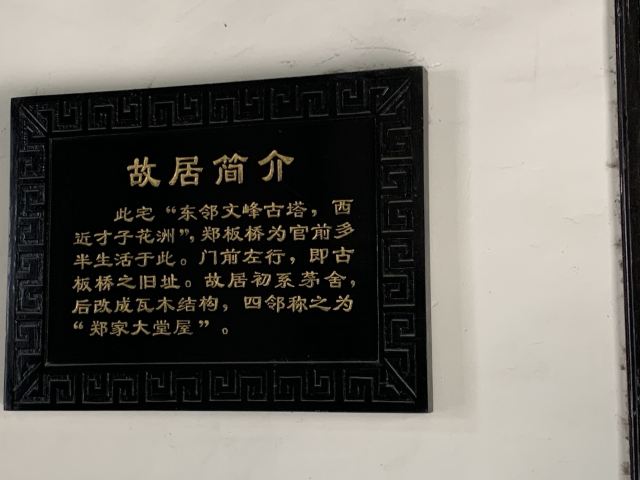 故居简介
此宅“东邻文峰古塔，西
近才子花洲”，郑板桥为官前多
半生活于此。门前左行，即古
板桥之旧址。故居初系茅舍，
后改成瓦木结构，四邻称之为
“郑家大堂屋”。